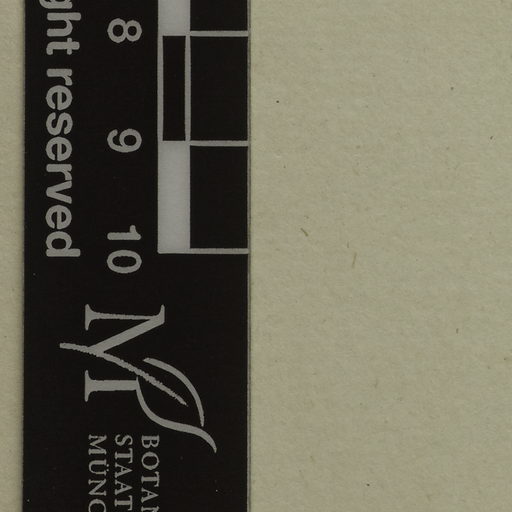 ght reserved
8
9
10
BOTAN
STAAT
MÜNC